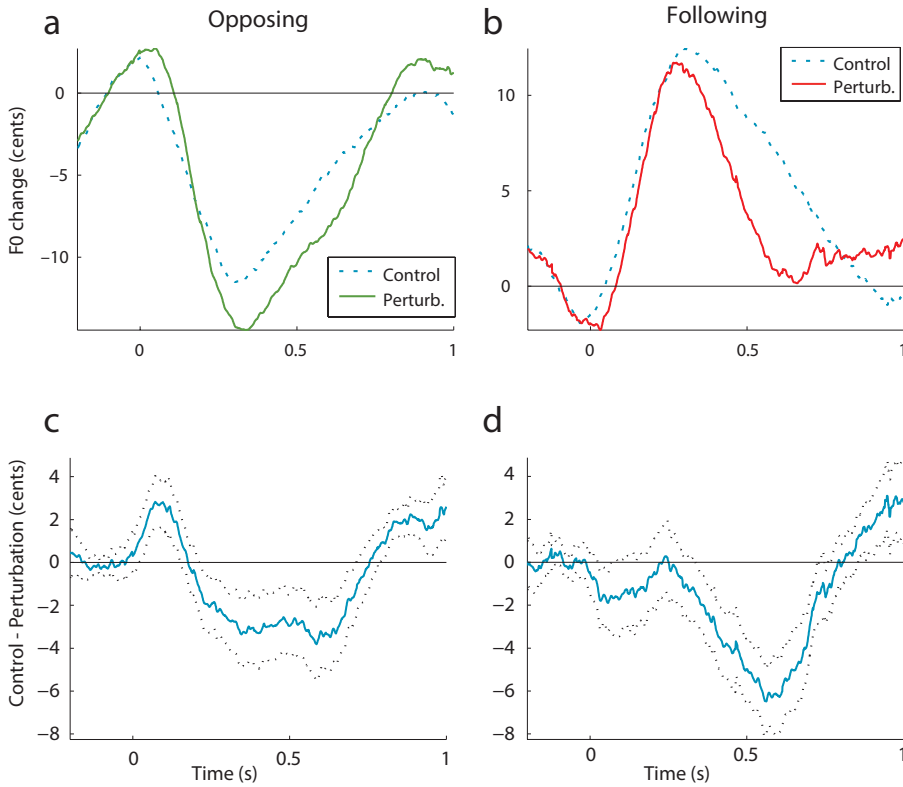 a
Opposing
b
Following
F0 change (cents)
0
−5
−10
Control
Perturb.
0
0.5
1
10
5
0
Control
Perturb.
0
0.5
1
c
d
Control - Perturbation (cents)
4
2
0
−2
−4
−6
−8
0
0.5
1
Time (s)
4
2
0
−2
−4
−6
−8
0
0.5
1
Time (s)